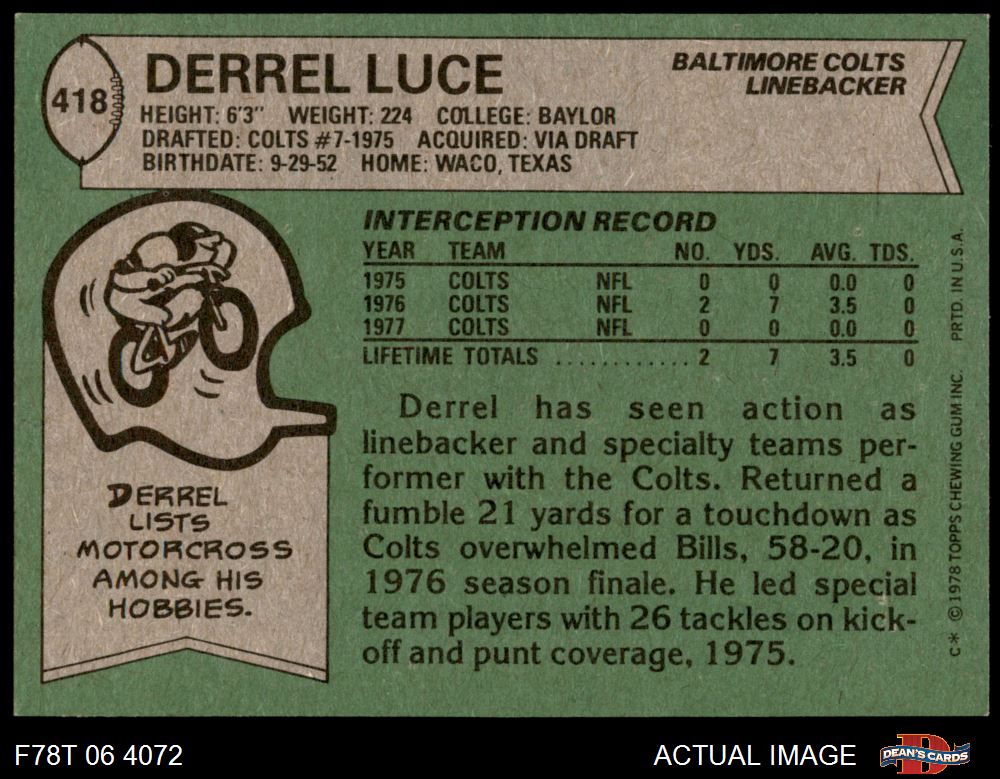 418
DERREL LUCE
BALTIMORE COLTS
LINEBACKER
HEIGHT: 6'3" WEIGHT: 224 COLLEGE: BAYLOR
DRAFTED: COLTS #7-1975 ACQUIRED: VIA DRAFT
BIRTHDATE: 9-29-52 HOME: WACO, TEXAS
INTERCEPTION RECORD
YEAR TEAM NO. YDS. AVG. TDS.
1975 COLTS NFL 0 0 0.0 0
1976 COLTS NFL 2 7 3.5 0
1977 COLTS NFL 0 0 0.0 0
LIFETIME TOTALS ............ 2 7 3.5 0
Derrel has seen action as
linebacker and specialty teams per-
former with the Colts. Returned a
fumble 21 yards for a touchdown as
Colts overwhelmed Bills, 58-20, in
1976 season finale. He led special
team players with 26 tackles on kick-
off and punt coverage, 1975.
DERREL
LISTS
MOTORCROSS
AMONG HIS
HOBBIES.
C* © 1978 TOPPS CHEWING GUM INC. PRTD. IN U.S.A.
F78T 06 4072
ACTUAL IMAGE
DEAN'S CARDS